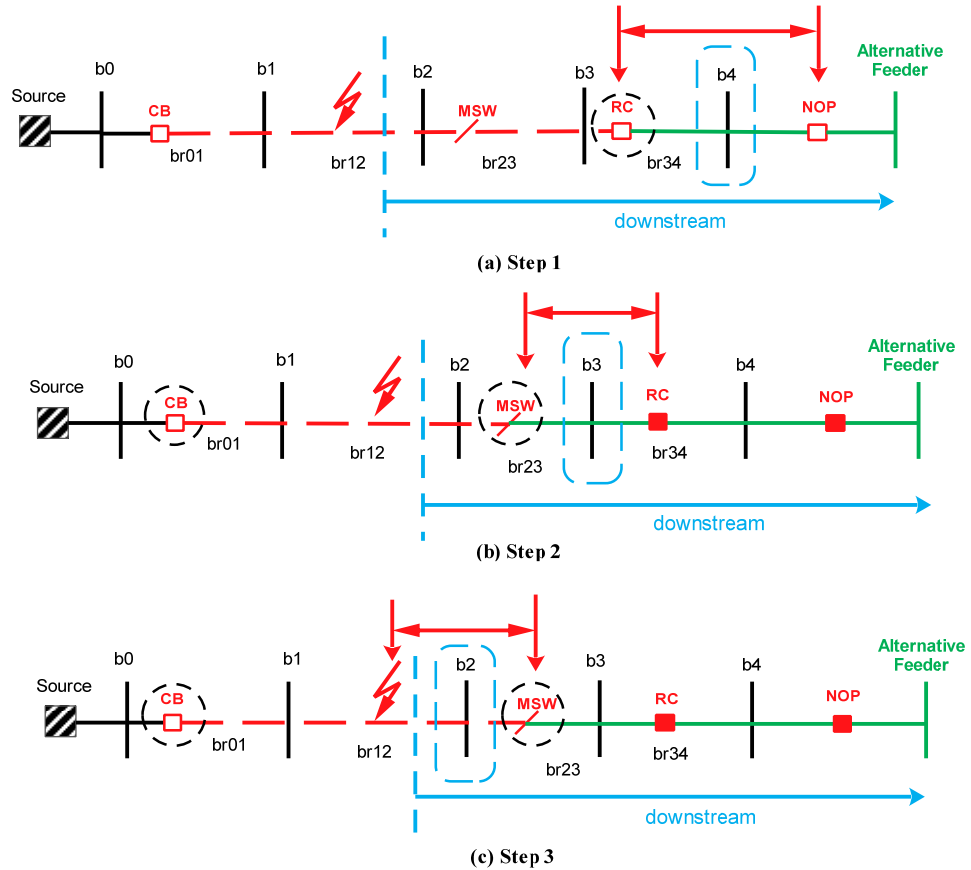 Alternative
Feeder
b0
b1
b2
b3
b4
Source
CB
MSW
RC
NOP
br01
br12
br23
br34
downstream
(a) Step 1
Alternative
Feeder
b0
b1
b2
b3
b4
Source
CB
MSW
RC
NOP
br01
br12
br23
br34
downstream
(b) Step 2
Alternative
Feeder
b0
b1
b2
b3
b4
Source
CB
MSW
RC
NOP
br01
br12
br23
br34
downstream
(c) Step 3